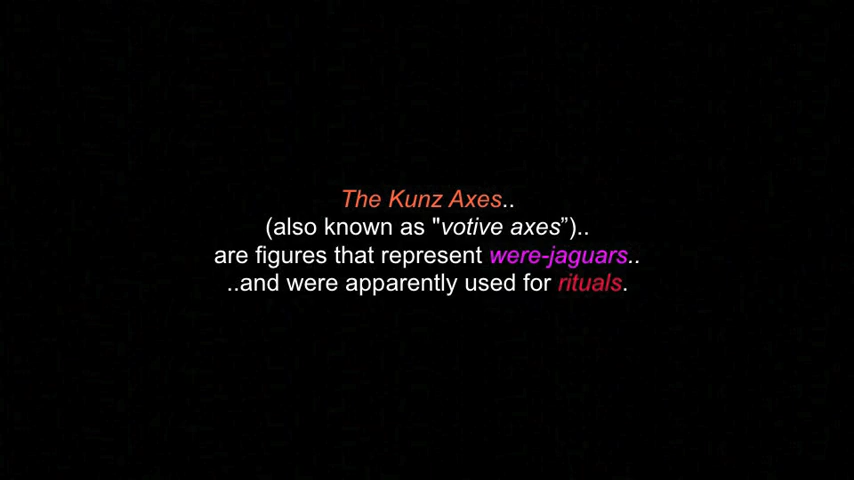 The Kunz Axes..
(also known as "votive axes”)..
are figures that represent were-jaguars..
..and were apparently used for rituals.